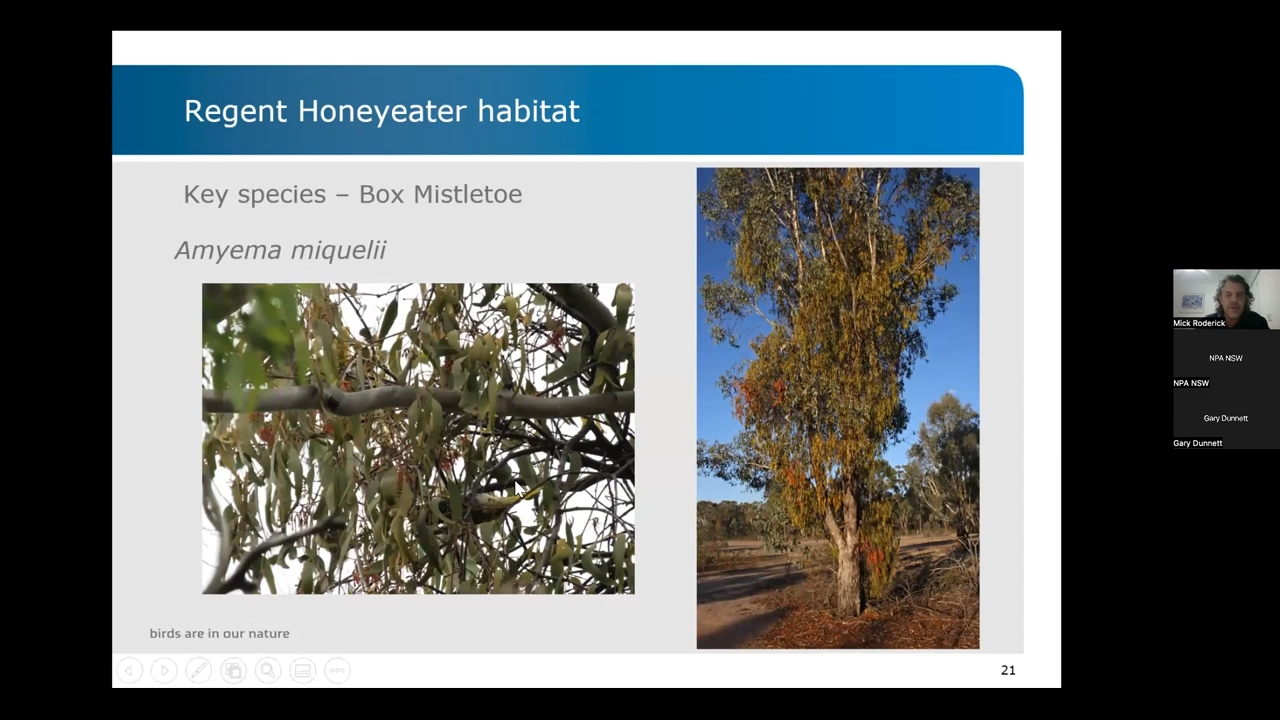 Regent Honeyeater habitat
Key species – Box Mistletoe
Amyema miquelii
birds are in our nature
21
Mick Roderick
NPA NSW
NPA NSW
Gary Dunnett
Gary Dunnett